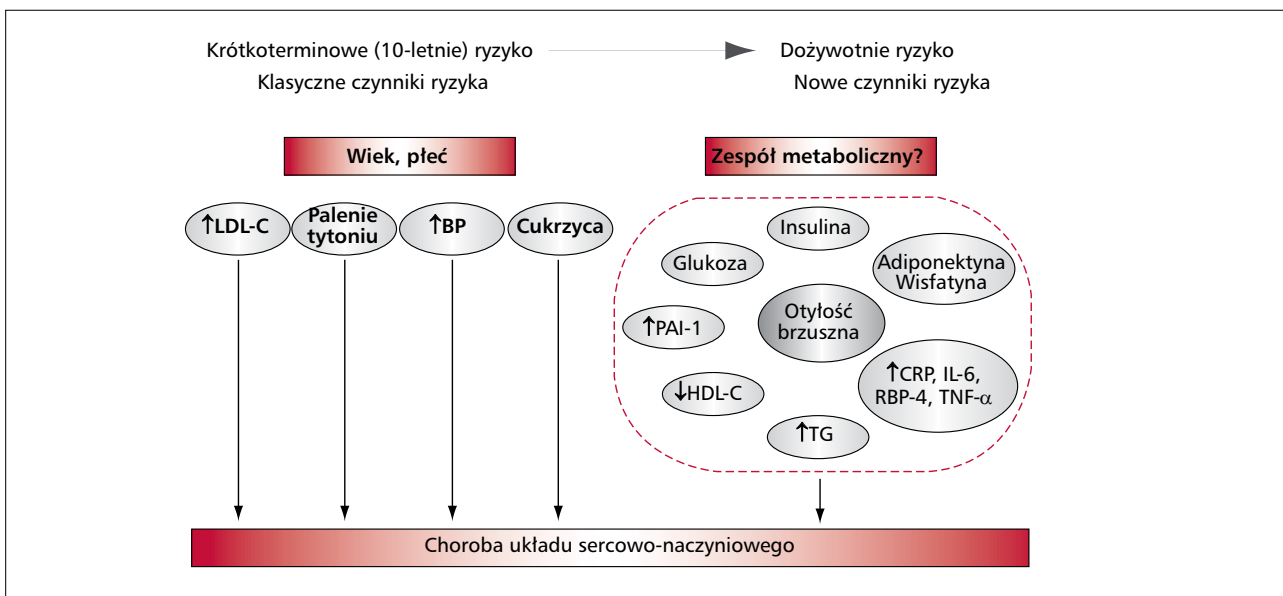 Krótkoterminowe (10-letnie) ryzyko
Klasyczne czynniki ryzyka
Dożywotnie ryzyko
Nowe czynniki ryzyka
Wiek, płeć
Zespół metaboliczny?
↑LDL-C
Palenie
tytoniu
↑BP
Cukrzyca
Insulina
Glukoza
Adiponektyna
Wisfatyna
↑PAI-1
Otyłość
brzuszna
↓HDL-C
↑CRP, IL-6,
RBP-4, TNF-α
↑TG
Choroba układu sercowo-naczyniowego